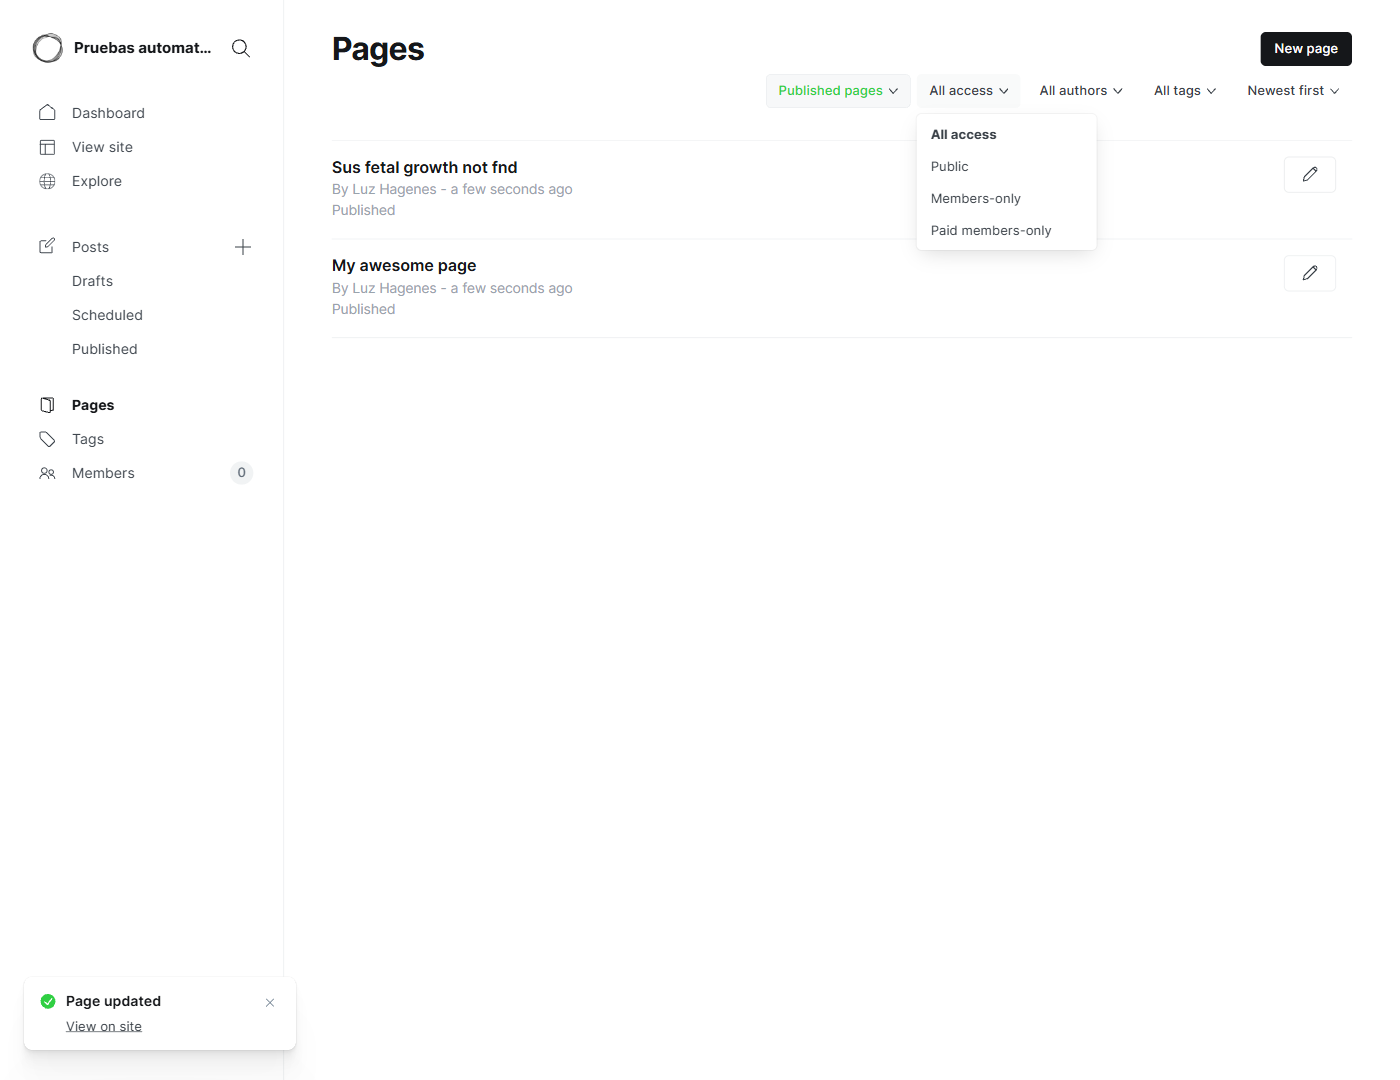 Pruebas automat...
Dashboard
View site
Explore
Posts
Drafts
Scheduled
Published
Pages
Tags
Members
0
Page updated
View on site
Pages
New page
Published pages
All access
All authors
All tags
Newest first
All access
Public
Members-only
Paid members-only
Sus fetal growth not fnd
By Luz Hagenes - a few seconds ago
Published
My awesome page
By Luz Hagenes - a few seconds ago
Published